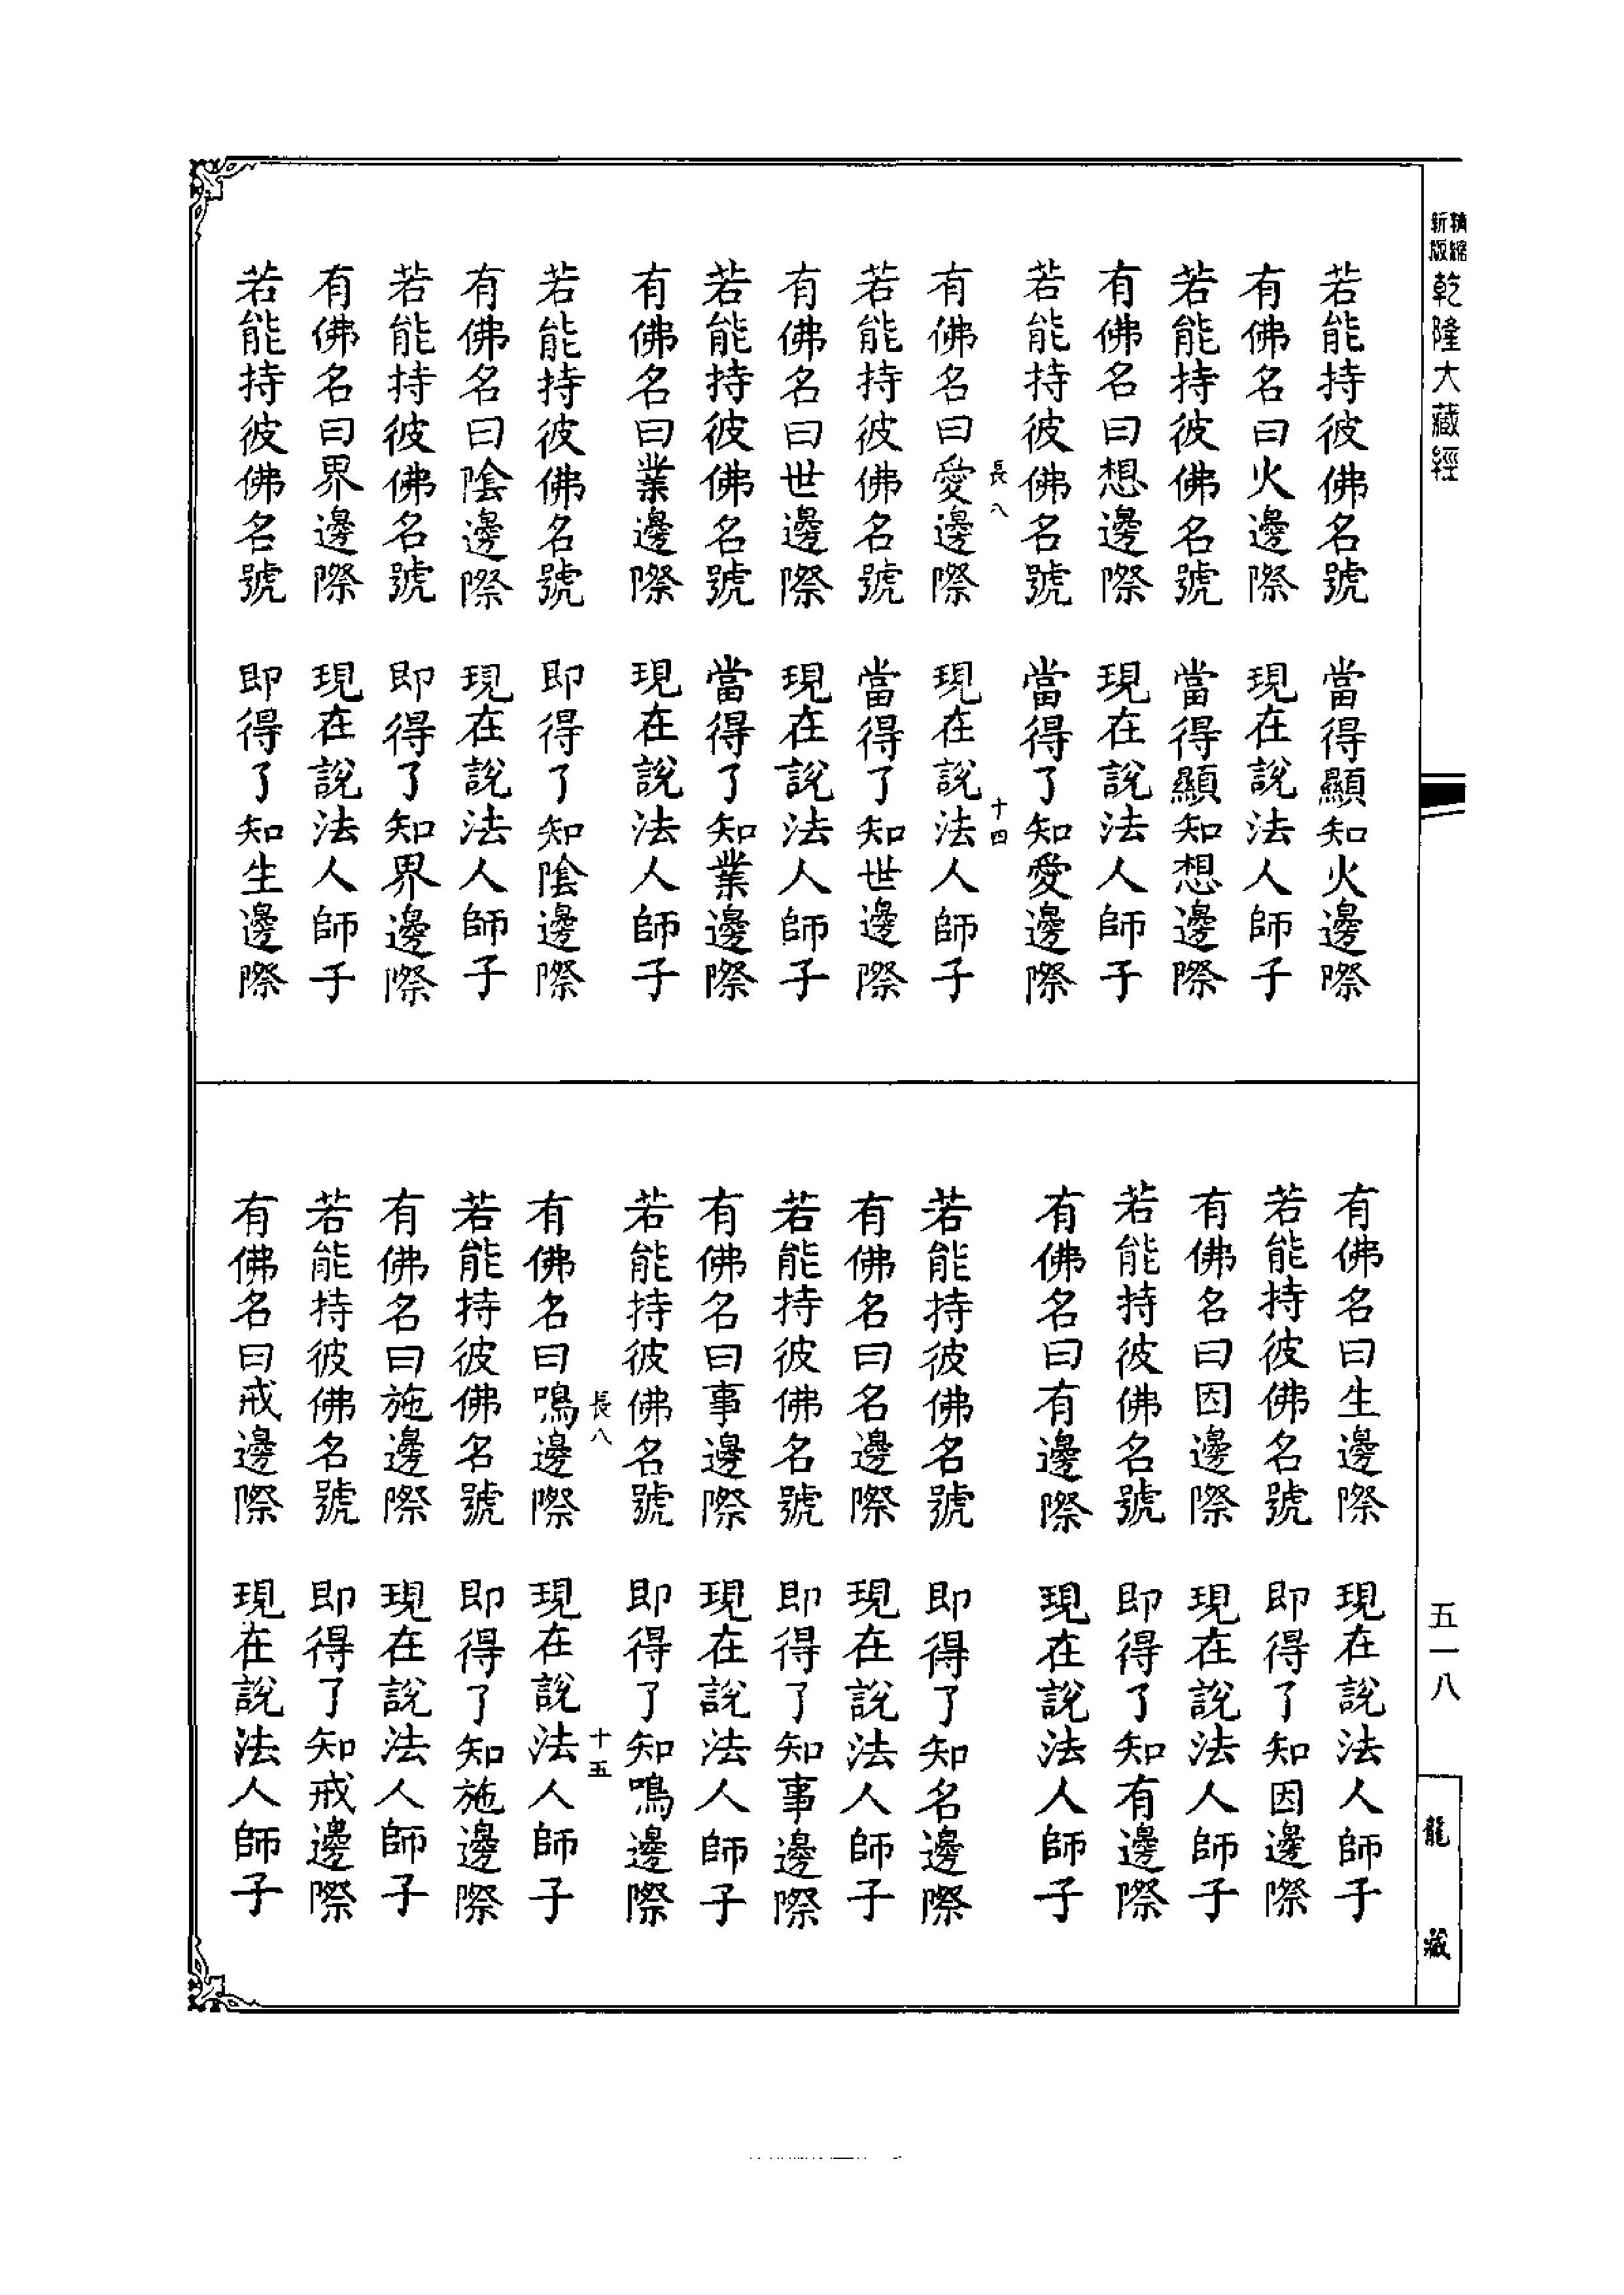 精縮新版乾隆大藏經
若能持彼佛名號　當得顯知火邊際
有佛名曰火邊際　現在說法人師子
若能持彼佛名號　當得顯知想邊際
有佛名曰想邊際　現在說法人師子
若能持彼佛名號　當得了知愛邊際
長八　十四
有佛名曰愛邊際　現在說法人師子
若能持彼佛名號　當得了知世邊際
有佛名曰世邊際　現在說法人師子
若能持彼佛名號　當得了知業邊際
有佛名曰業邊際　現在說法人師子
若能持彼佛名號　即得了知陰邊際
有佛名曰陰邊際　現在說法人師子
若能持彼佛名號　即得了知界邊際
有佛名曰界邊際　現在說法人師子
若能持彼佛名號　即得了知生邊際
有佛名曰生邊際　現在說法人師子
若能持彼佛名號　即得了知因邊際
有佛名曰因邊際　現在說法人師子
若能持彼佛名號　即得了知有邊際
有佛名曰有邊際　現在說法人師子
若能持彼佛名號　即得了知名邊際
有佛名曰名邊際　現在說法人師子
若能持彼佛名號　即得了知事邊際
有佛名曰事邊際　現在說法人師子
若能持彼佛名號　即得了知鳴邊際
長八　十五
有佛名曰鳴邊際　現在說法人師子
若能持彼佛名號　即得了知施邊際
有佛名曰施邊際　現在說法人師子
若能持彼佛名號　即得了知戒邊際
有佛名曰戒邊際　現在說法人師子
五一八
龍藏